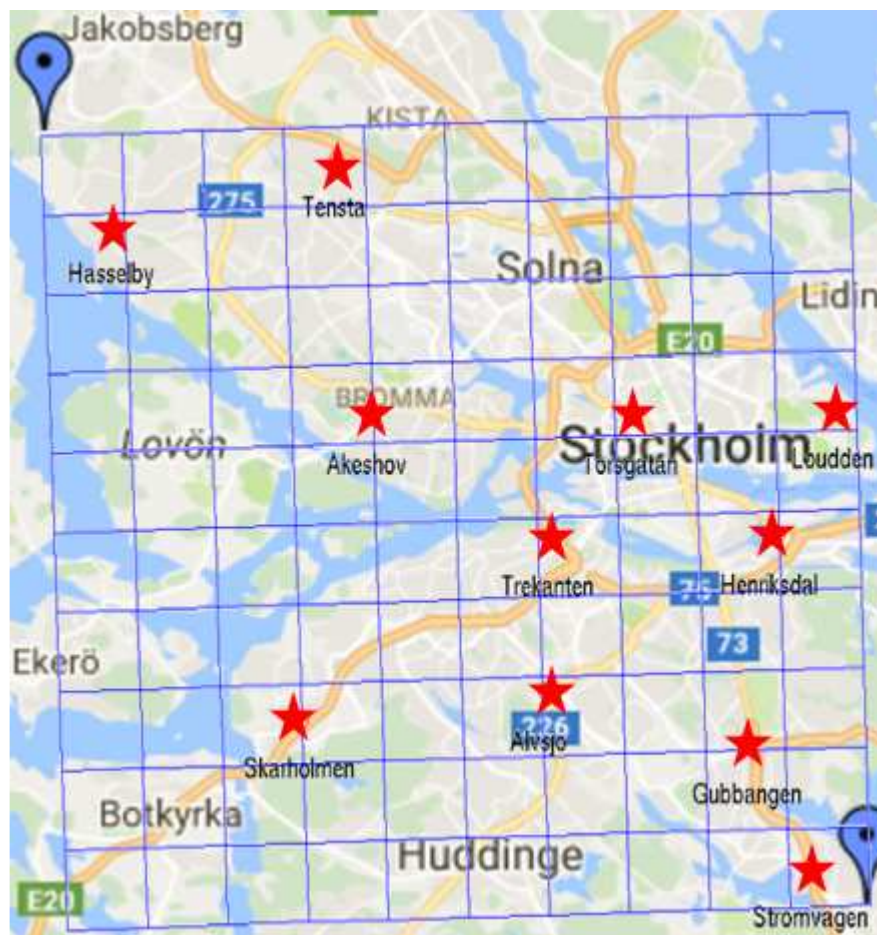 Jakobsberg
KISTA
275
Tensta
Hasselby
Solna
Lidin
E20
BROMMA
Lovön
Stockholm
Akeshov
Torsgatan
Loudden
Trekanten
75
Henriksdal
73
Ekerö
226
Alvsjo
Skarholmen
Gubbangen
Botkyrka
Huddinge
E20
Stromvagen